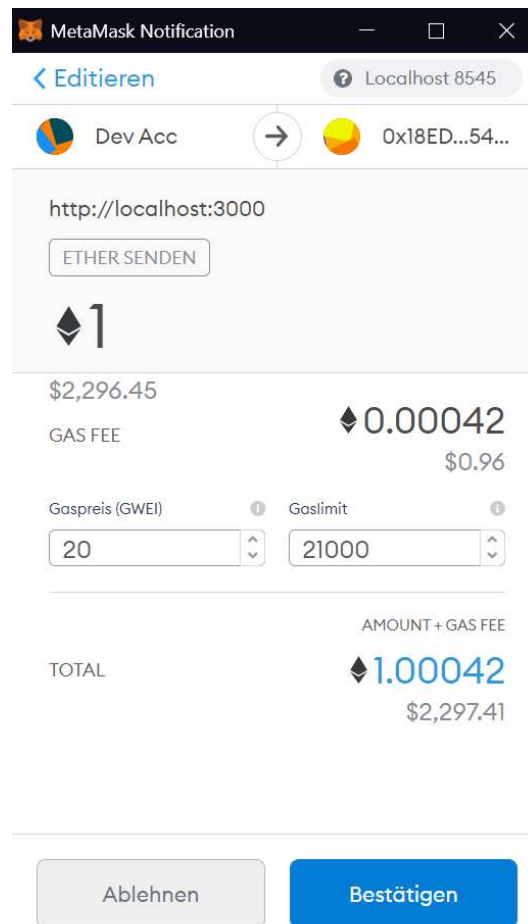 MetaMask Notification
Editieren
Localhost 8545
Dev Acc
0x18ED...54...
http://localhost:3000
ETHER SENDEN
1
$2,296.45
GAS FEE
0.00042
$0.96
Gaspreis (GWEI)
Gaslimit
20
21000
AMOUNT + GAS FEE
TOTAL
1.00042
$2,297.41
Ablehnen
Bestätigen